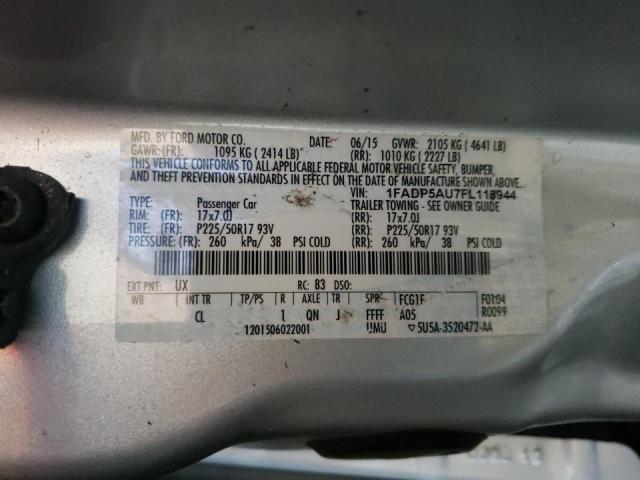 MFD. BY FORD MOTOR CO. DATE: 06/15 GVWR: 2105 KG ( 4641 LB)
GAWR:(FR): 1095 KG ( 2414 LB) (RR): 1010 KG ( 2227 LB)
THIS VEHICLE CONFORMS TO ALL APPLICABLE FEDERAL MOTOR VEHICLE SAFETY, BUMPER,
AND THEFT PREVENTION STANDARDS IN EFFECT ON THE DATE OF MANUFACTURE SHOWN ABOVE.
VIN: 1FADP5AU7FL118944
TYPE: Passenger Car TRAILER TOWING - SEE OWNER GUIDE
RIM: (FR): 17x7.0J (RR): 17x7.0J
TIRE: (FR): P225/50R17 93V (RR): P225/50R17 93V
PRESSURE: (FR): 260 kPa/ 38 PSI COLD (RR): 260 kPa/ 38 PSI COLD
EXT PNT: UX RC: 83 DSO:
WB INT TR TP/PS R AXLE TR SPR FCG1F F0104
CL 1 QN J FFFF A05 R0099
1201506022001 5U5A-3520472-AA